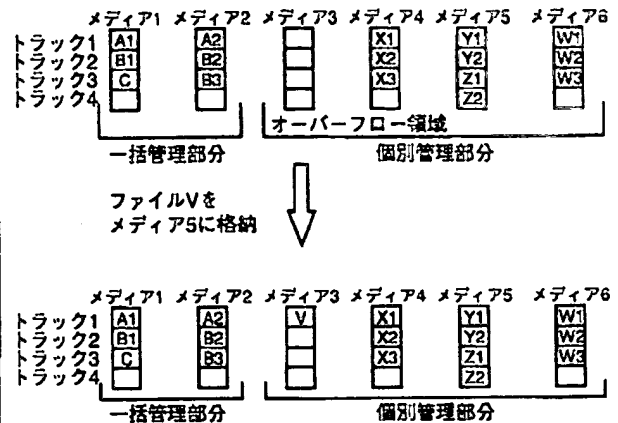 メディア1 メディア2 メディア3 メディア4 メディア5 メディア6
トラック1 A1 A2 X1 Y1 W1
トラック2 B1 B2 X2 Y2 W2
トラック3 C B3 X3 Z1 W3
トラック4 Z2
オーバーフロー領域
一括管理部分 個別管理部分
ファイルVを
メディア5に格納
メディア1 メディア2 メディア3 メディア4 メディア5 メディア6
トラック1 A1 A2 V X1 Y1 W1
トラック2 B1 B2 X2 Y2 W2
トラック3 C B3 X3 Z1 W3
トラック4 Z2
一括管理部分 個別管理部分